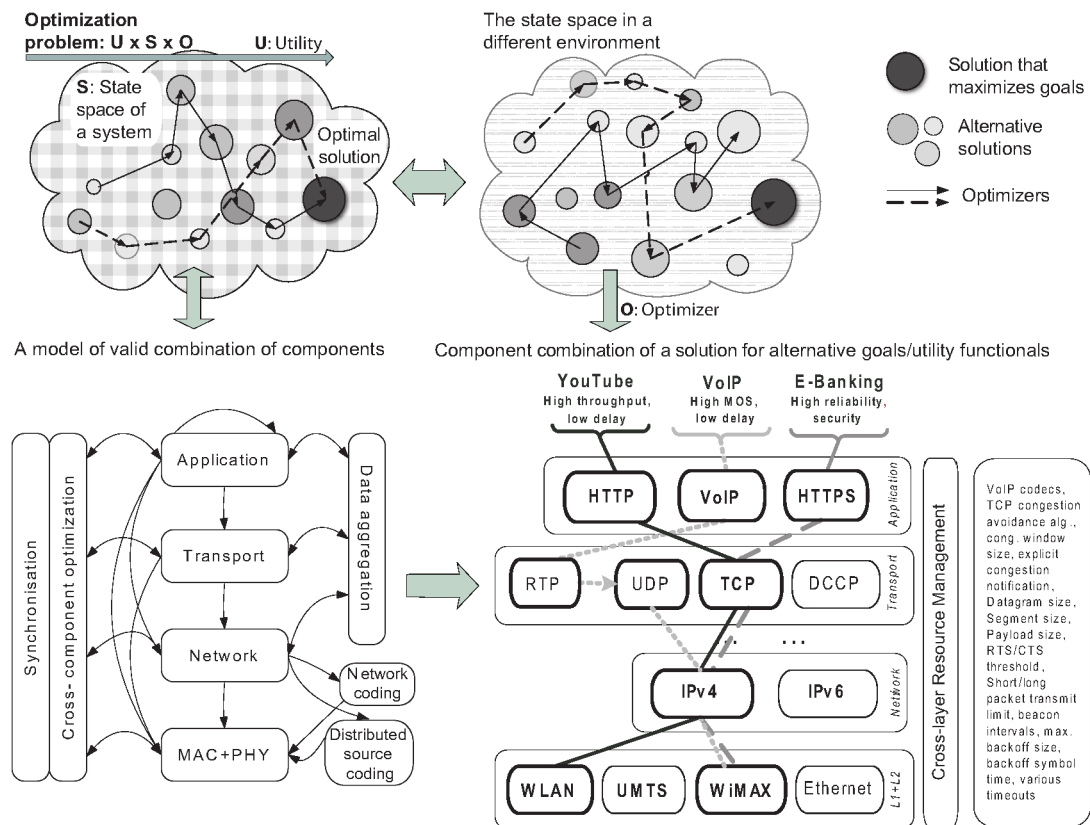 Optimization
problem: U x S x O
U: Utility
S: State
space of
a system
Optimal
solution
The state space in a
different environment
O: Optimizer
Solution that
maximizes goals
Alternative
solutions
Optimizers
A model of valid combination of components
Synchronisation
Cross- component optimization
Application
Transport
Network
MAC+PHY
Data aggregation
Network
coding
Distributed
source
coding
Component combination of a solution for alternative goals/utility functionals
YouTube
High throughput,
low delay
VoIP
High MOS,
low delay
E-Banking
High reliability,
security
HTTP
VoIP
HTTPS
Application
RTP
UDP
TCP
DCCP
Transport
... ...
IPv4
IPv6
Network
WLAN
UMTS
WiMAX
Ethernet
L1+L2
Cross-layer Resource Management
VoIP codecs,
TCP congestion
avoidance alg.,
cong. window
size, explicit
congestion
notification,
Datagram size,
Segment size,
Payload size,
RTS/CTS
threshold,
Short/long
packet transmit
limit, beacon
intervals, max.
backoff size,
backoff symbol
time, various
timeouts